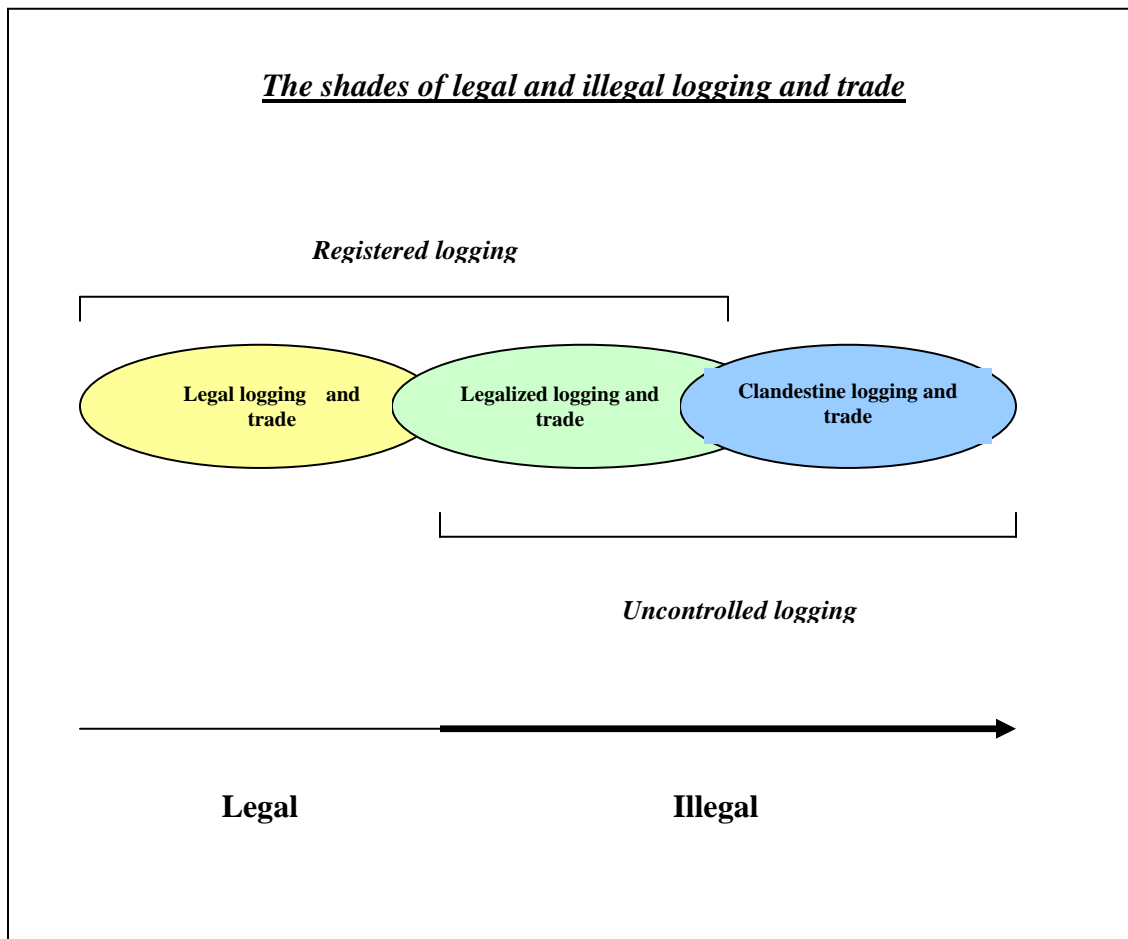 The shades of legal and illegal logging and trade
Registered logging
Legal logging and
trade
Legalized logging and
trade
Clandestine logging and
trade
Uncontrolled logging
Legal
Illegal